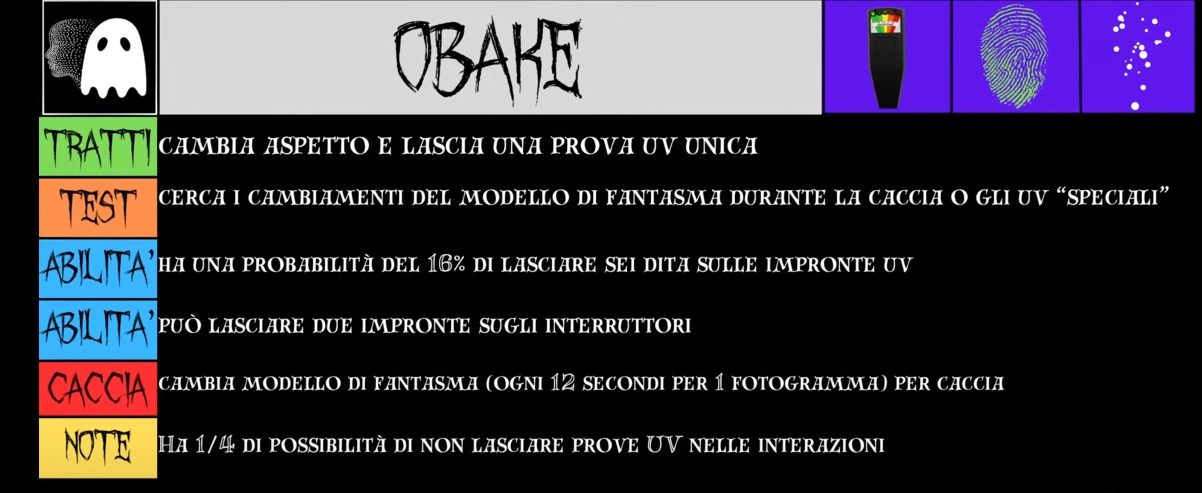 OBAKE
TRATTI CAMBIA ASPETTO E LASCIA UNA PROVA UV UNICA
TEST CERCA I CAMBIAMENTI DEL MODELLO DI FANTASMA DURANTE LA CACCIA O GLI UV “SPECIALI”
ABILITA' HA UNA PROBABILITÀ DEL 16% DI LASCIARE SEI DITA SULLE IMPRONTE UV
ABILITA' PUÒ LASCIARE DUE IMPRONTE SUGLI INTERRUTTORI
CACCIA CAMBIA MODELLO DI FANTASMA (OGNI 12 SECONDI PER 1 FOTOGRAMMA) PER CACCIA
NOTE HA 1/4 DI POSSIBILITÀ DI NON LASCIARE PROVE UV NELLE INTERAZIONI